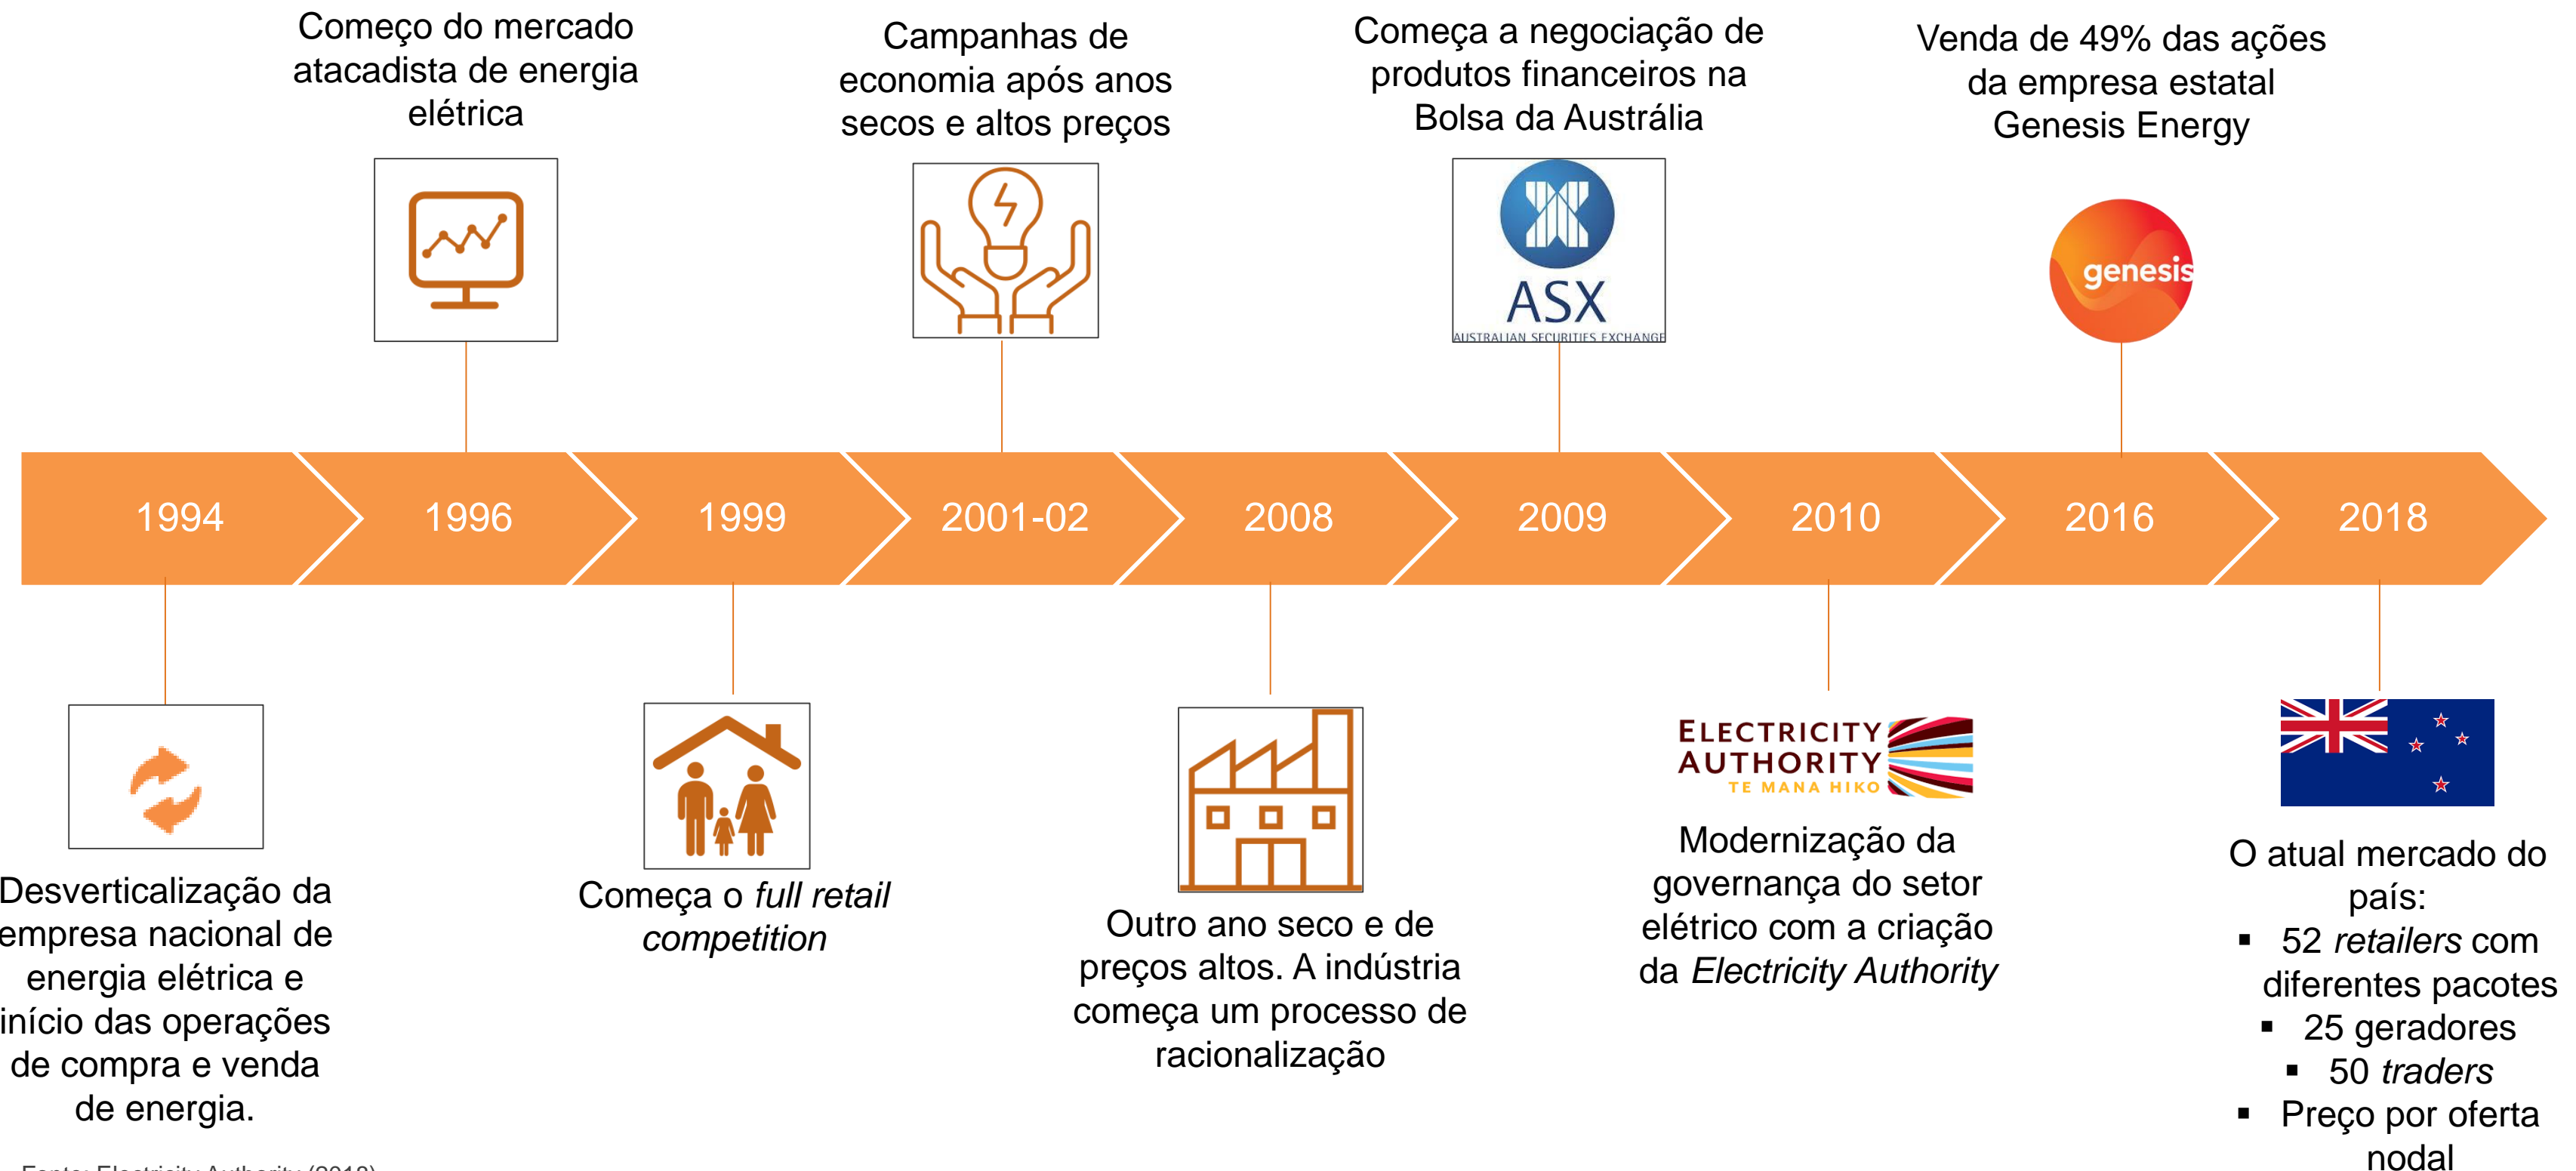 Começo do mercado
atacadista de energia
elétrica
Campanhas de
economia após anos
secos e altos preços
Começa a negociação de
produtos financeiros na
Bolsa da Austrália
Venda de 49% das ações
da empresa estatal
Genesis Energy
ASX
AUSTRALIAN SECURITIES EXCHANGE
genesis
1994
1996
1999
2001-02
2008
2009
2010
2016
2018
Desverticalização da
empresa nacional de
energia elétrica e
início das operações
de compra e venda
de energia.
Começa o full retail
competition
Outro ano seco e de
preços altos. A indústria
começa um processo de
racionalização
ELECTRICITY
AUTHORITY
TE MANA HIKO
Modernização da
governança do setor
elétrico com a criação
da Electricity Authority
O atual mercado do
país:
▪ 52 retailers com
diferentes pacotes
▪ 25 geradores
▪ 50 traders
▪ Preço por oferta
nodal
Fonte: Electricity Authority (2018)